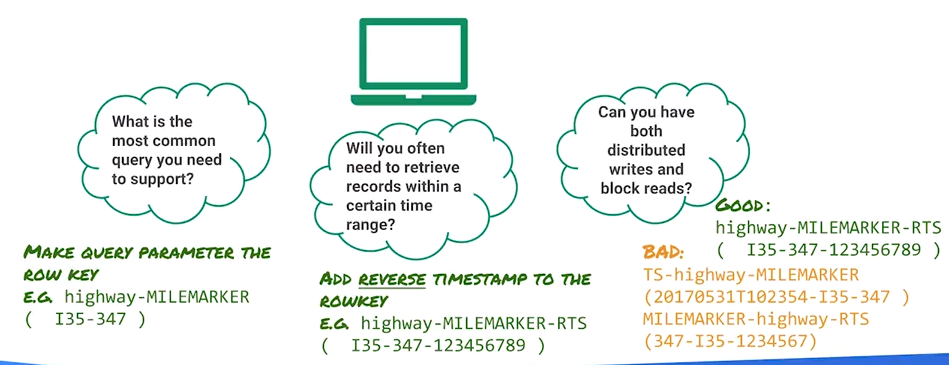 What is the
most common
query you need
to support?
MAKE QUERY PARAMETER THE
ROW KEY
E.G. highway-MILEMARKER
( I35-347 )
Will you often
need to retrieve
records within a
certain time
range?
ADD REVERSE TIMESTAMP TO THE
ROWKEY
E.G. highway-MILEMARKER-RTS
( I35-347-123456789 )
Can you have
both
distributed
writes and
block reads?
GOOD:
highway-MILEMARKER-RTS
( I35-347-123456789 )
BAD:
TS-highway-MILEMARKER
(20170531T102354-I35-347 )
MILEMARKER-highway-RTS
(347-I35-1234567)